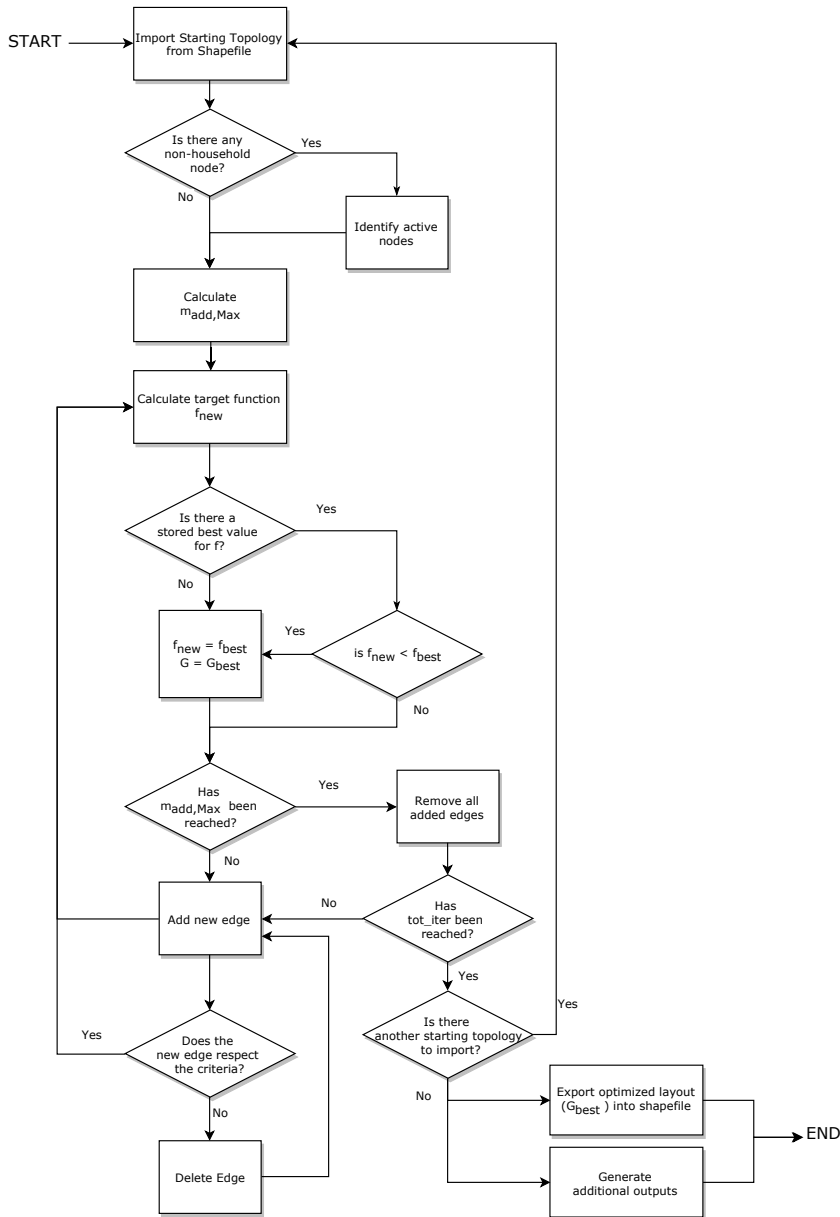 START
Import Starting Topology
from Shapefile
Is there any
non-household
node?
Yes
No
Identify active
nodes
Calculate
madd,Max
Calculate target function
fnew
Is there a
stored best value
for f?
Yes
No
fnew = fbest
G = Gbest
Yes
is fnew < fbest
No
Has
madd,Max been
reached?
Yes
Remove all
added edges
No
Add new edge
No
Has
tot_iter been
reached?
Yes
Yes
Does the
new edge respect
the criteria?
Yes
Is there
another starting topology
to import?
No
No
Export optimized layout
(Gbest ) into shapefile
END
Delete Edge
Generate
additional outputs